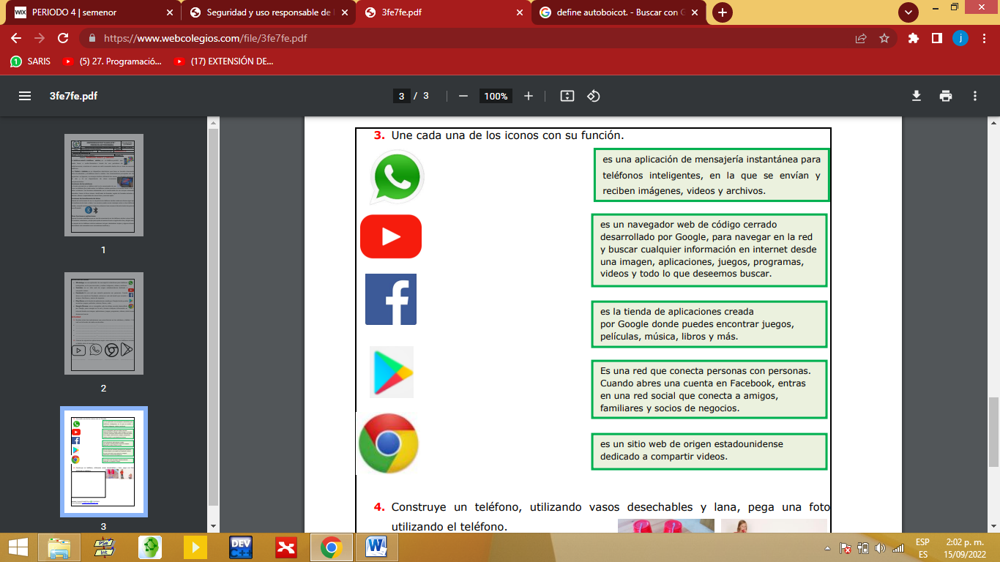 PERIODO 4 | semenor
Seguridad y uso responsable de
3fe7fe.pdf
define autoboicot. - Buscar con
https://www.webcolegios.com/file/3fe7fe.pdf
j
SARIS
(5) 27. Programació...
(17) EXTENSIÓN DE...
3fe7fe.pdf
3 / 3
100%
1
2
3
3. Une cada una de los iconos con su función.
es una aplicación de mensajería instantánea para
teléfonos inteligentes, en la que se envían y
reciben imágenes, videos y archivos.
es un navegador web de código cerrado
desarrollado por Google, para navegar en la red
y buscar cualquier información en internet desde
una imagen, aplicaciones, juegos, programas,
videos y todo lo que deseemos buscar.
es la tienda de aplicaciones creada
por Google donde puedes encontrar juegos,
películas, música, libros y más.
Es una red que conecta personas con personas.
Cuando abres una cuenta en Facebook, entras
en una red social que conecta a amigos,
familiares y socios de negocios.
es un sitio web de origen estadounidense
dedicado a compartir videos.
4. Construye un teléfono, utilizando vasos desechables y lana, pega una foto
utilizando el teléfono.
PSe
Int
DEV
C++
ESP
ES
2:02 p. m.
15/09/2022